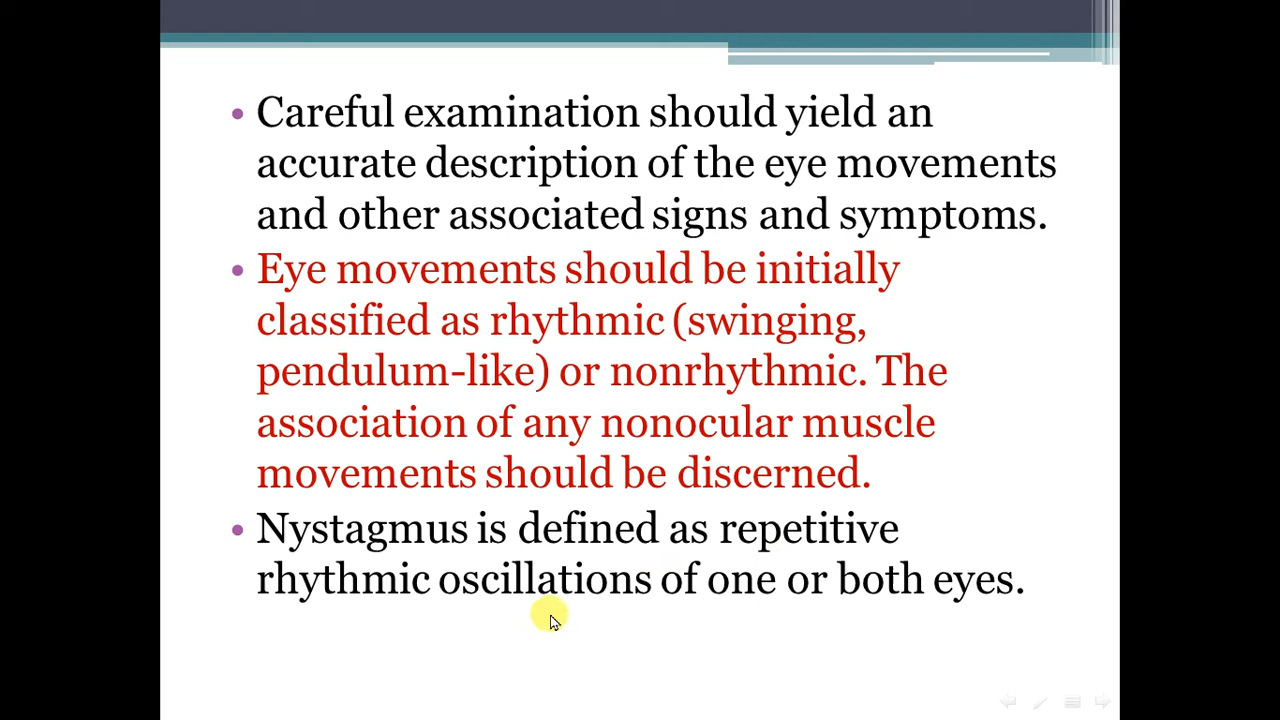 • Careful examination should yield an
accurate description of the eye movements
and other associated signs and symptoms.
• Eye movements should be initially
classified as rhythmic (swinging,
pendulum-like) or nonrhythmic. The
association of any nonocular muscle
movements should be discerned.
• Nystagmus is defined as repetitive
rhythmic oscillations of one or both eyes.